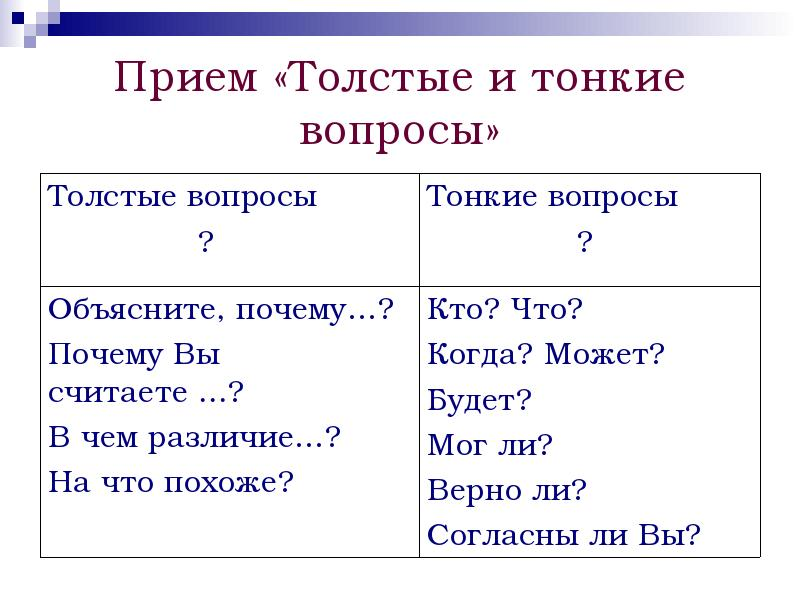 Прием «Толстые и тонкие
вопросы»
Толстые вопросы
?
Тонкие вопросы
?
Объясните, почему…?
Почему Вы
считаете …?
В чем различие…?
На что похоже?
Кто? Что?
Когда? Может?
Будет?
Мог ли?
Верно ли?
Согласны ли Вы?